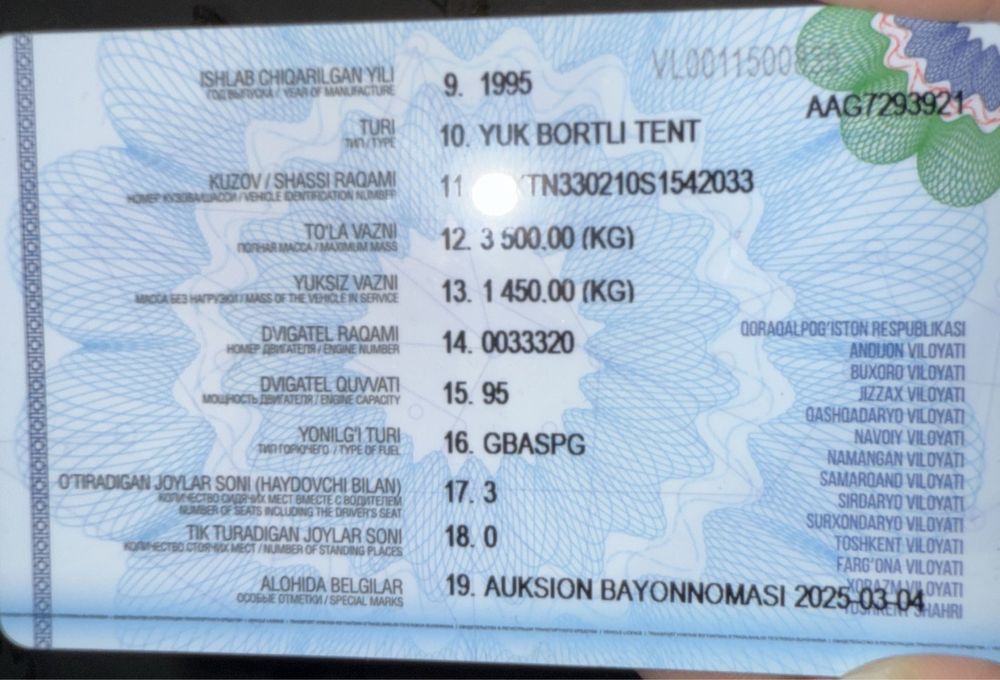 VL0011500835
AAG7293921
ISHLAB CHIQARILGAN YILI 9. 1995
ГОД ВЫПУСКА / YEAR OF MANUFACTURE
TURI 10. YUK BORTLI TENT
ТИП / TYPE
KUZOV / SHASSI RAQAMI 11 XTN330210S1542033
НОМЕР КУЗОВА/ШАССИ / VEHICLE IDENTIFICATION NUMBER
TO'LA VAZNI 12. 3 500.00 (KG)
ПОЛНАЯ МАССА / MAXIMUM MASS
YUKSIZ VAZNI 13. 1 450.00 (KG)
МАССА БЕЗ НАГРУЗКИ / MASS OF THE VEHICLE IN SERVICE
DVIGATEL RAQAMI 14. 0033320
НОМЕР ДВИГАТЕЛЯ / ENGINE NUMBER
DVIGATEL QUVVATI 15. 95
МОЩНОСТЬ ДВИГАТЕЛЯ / ENGINE CAPACITY
YONILG'I TURI 16. GBASPG
ТИП ГОРЮЧЕГО / TYPE OF FUEL
O'TIRADIGAN JOYLAR SONI (HAYDOVCHI BILAN) 17. 3
КОЛИЧЕСТВО СИДЯЧИХ МЕСТ ВМЕСТЕ С ВОДИТЕЛЕМ
NUMBER OF SEATS INCLUDING THE DRIVER'S SEAT
TIK TURADIGAN JOYLAR SONI 18. 0
КОЛИЧЕСТВО СТОЯЧИХ МЕСТ / NUMBER OF STANDING PLACES
ALOHIDA BELGILAR 19. AUKSION BAYONNOMASI 2025-03-04
ОСОБЫЕ ОТМЕТКИ / SPECIAL MARKS
QORAQALPOG'ISTON RESPUBLIKASI
ANDIJON VILOYATI
BUXORO VILOYATI
JIZZAX VILOYATI
QASHQADARYO VILOYATI
NAVOIY VILOYATI
NAMANGAN VILOYATI
SAMARQAND VILOYATI
SIRDARYO VILOYATI
SURXONDARYO VILOYATI
TOSHKENT VILOYATI
FARG'ONA VILOYATI
XORAZM VILOYATI
TOSHKENT SHAHRI